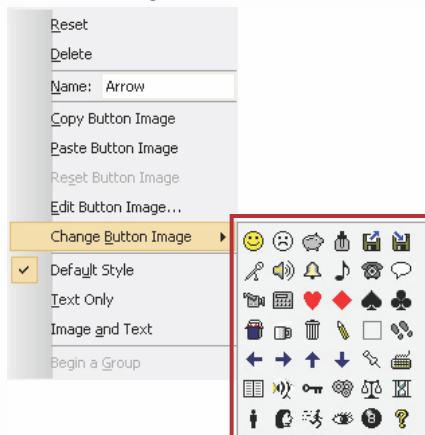 Reset
Delete
Name: Arrow
Copy Button Image
Paste Button Image
Reset Button Image
Edit Button Image...
Change Button Image
Default Style
Text Only
Image and Text
Begin a Group